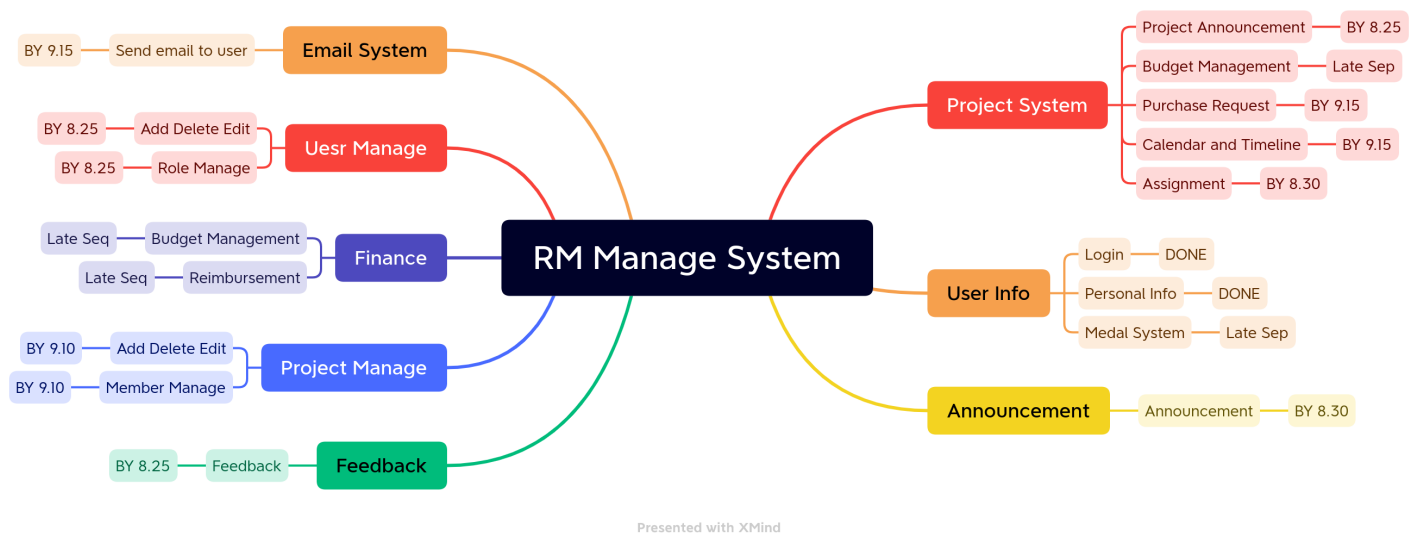 RM Manage System
Project System
Project Announcement
BY 8.25
Budget Management
Late Sep
Purchase Request
BY 9.15
Calendar and Timeline
BY 9.15
Assignment
BY 8.30
User Info
Login
DONE
Personal Info
DONE
Medal System
Late Sep
Announcement
Announcement
BY 8.30
Email System
Send email to user
BY 9.15
Uesr Manage
Add Delete Edit
BY 8.25
Role Manage
BY 8.25
Finance
Budget Management
Late Seq
Reimbursement
Late Seq
Project Manage
Add Delete Edit
BY 9.10
Member Manage
BY 9.10
Feedback
Feedback
BY 8.25
Presented with XMind